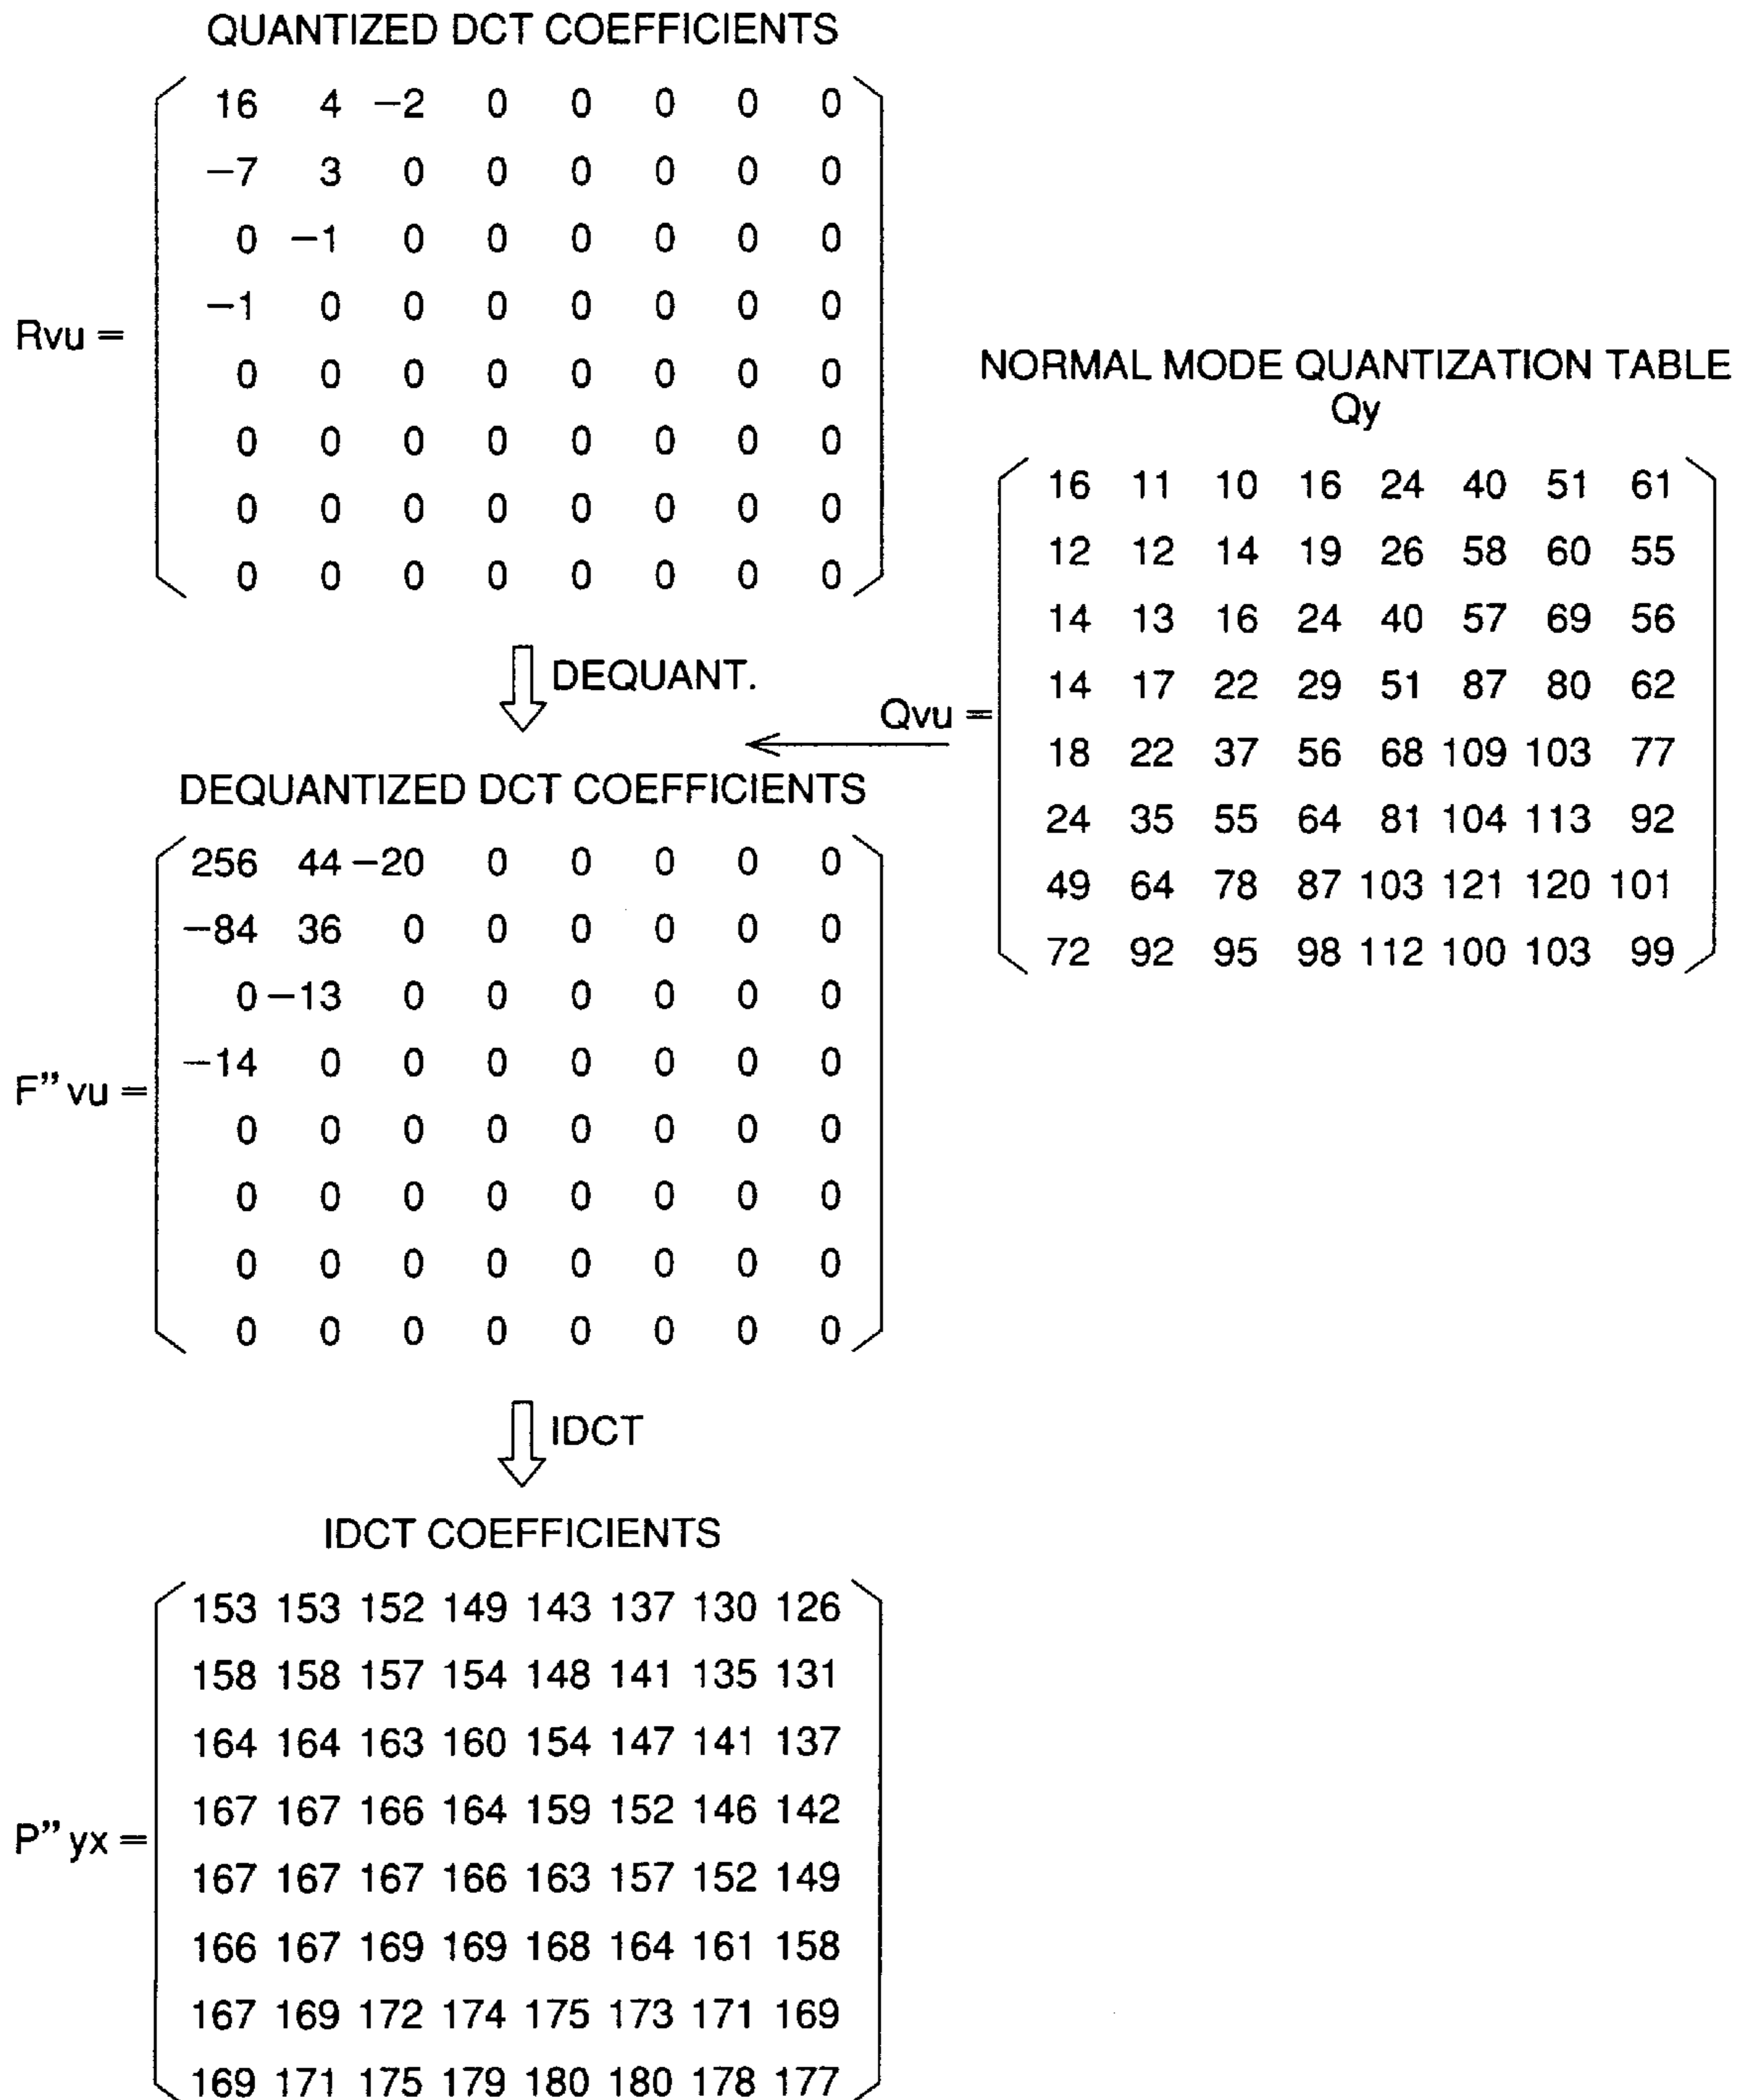 QUANTIZED DCT COEFFICIENTS
Rvu =
16 4 −2 0 0 0 0 0
−7 3 0 0 0 0 0 0
0 −1 0 0 0 0 0 0
−1 0 0 0 0 0 0 0
0 0 0 0 0 0 0 0
0 0 0 0 0 0 0 0
0 0 0 0 0 0 0 0
0 0 0 0 0 0 0 0
DEQUANT.
NORMAL MODE QUANTIZATION TABLE
Qy
Qvu =
16 11 10 16 24 40 51 61
12 12 14 19 26 58 60 55
14 13 16 24 40 57 69 56
14 17 22 29 51 87 80 62
18 22 37 56 68 109 103 77
24 35 55 64 81 104 113 92
49 64 78 87 103 121 120 101
72 92 95 98 112 100 103 99
DEQUANTIZED DCT COEFFICIENTS
F” vu =
256 44 −20 0 0 0 0 0
−84 36 0 0 0 0 0 0
0 −13 0 0 0 0 0 0
−14 0 0 0 0 0 0 0
0 0 0 0 0 0 0 0
0 0 0 0 0 0 0 0
0 0 0 0 0 0 0 0
0 0 0 0 0 0 0 0
IDCT
IDCT COEFFICIENTS
P” yx =
153 153 152 149 143 137 130 126
158 158 157 154 148 141 135 131
164 164 163 160 154 147 141 137
167 167 166 164 159 152 146 142
167 167 167 166 163 157 152 149
166 167 169 169 168 164 161 158
167 169 172 174 175 173 171 169
169 171 175 179 180 180 178 177